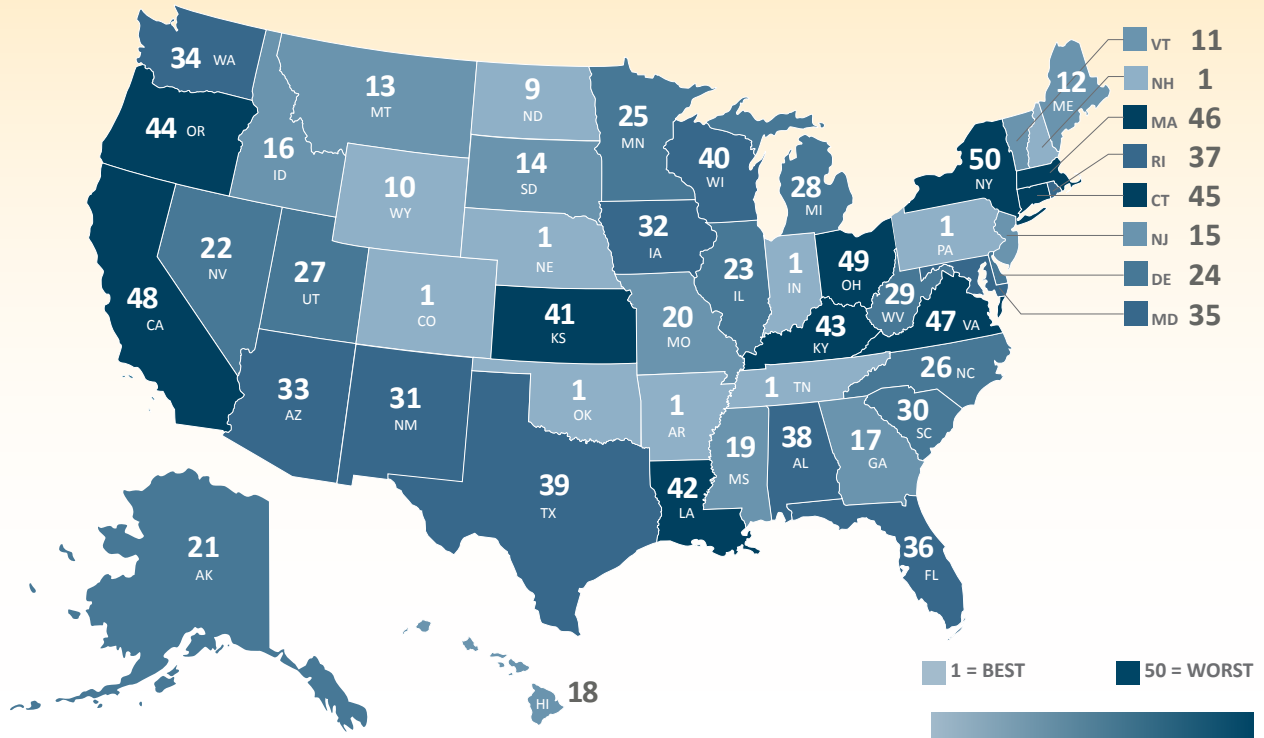 34 WA
44 OR
48
CA
22
NV
16
ID
13
MT
10
WY
27
UT
33
AZ
1
CO
31
NM
9
ND
14
SD
1
NE
41
KS
1
OK
39
TX
25
MN
32
IA
20
MO
1
AR
42
LA
40
WI
23
IL
28
MI
1
IN
49
OH
43
KY
1 TN
19
MS
38
AL
17
GA
36
FL
30
SC
26 NC
47 VA
29
WV
1
PA
50
NY
12
ME
VT 11
NH 1
MA 46
RI 37
CT 45
NJ 15
DE 24
MD 35
21
AK
HI 18
1 = BEST
50 = WORST